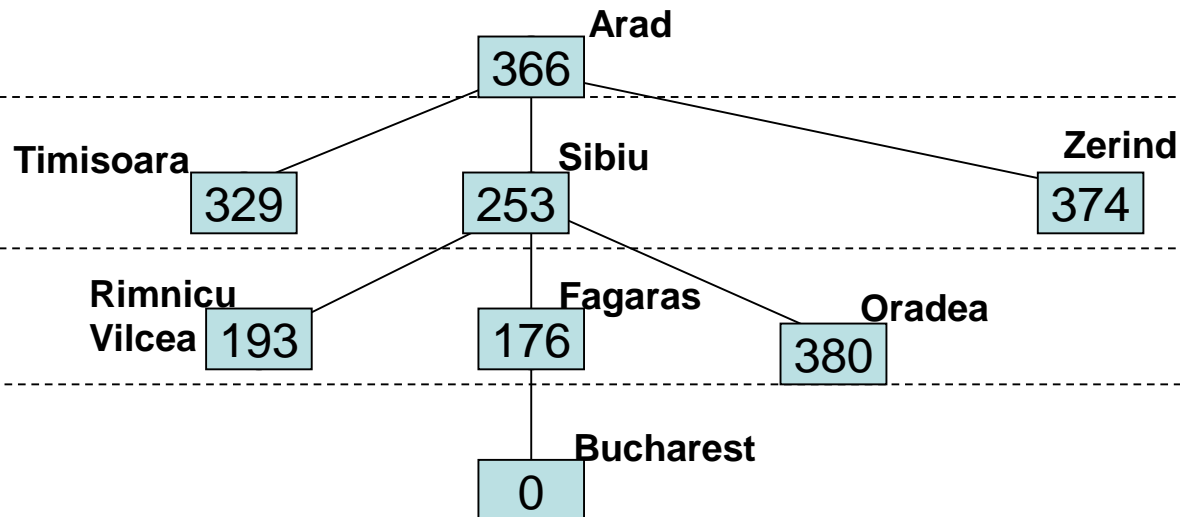 Arad
366
Timisoara
Sibiu
Zerind
329
253
374
Rimnicu
Vilcea
Fagaras
Oradea
193
176
380
Bucharest
0